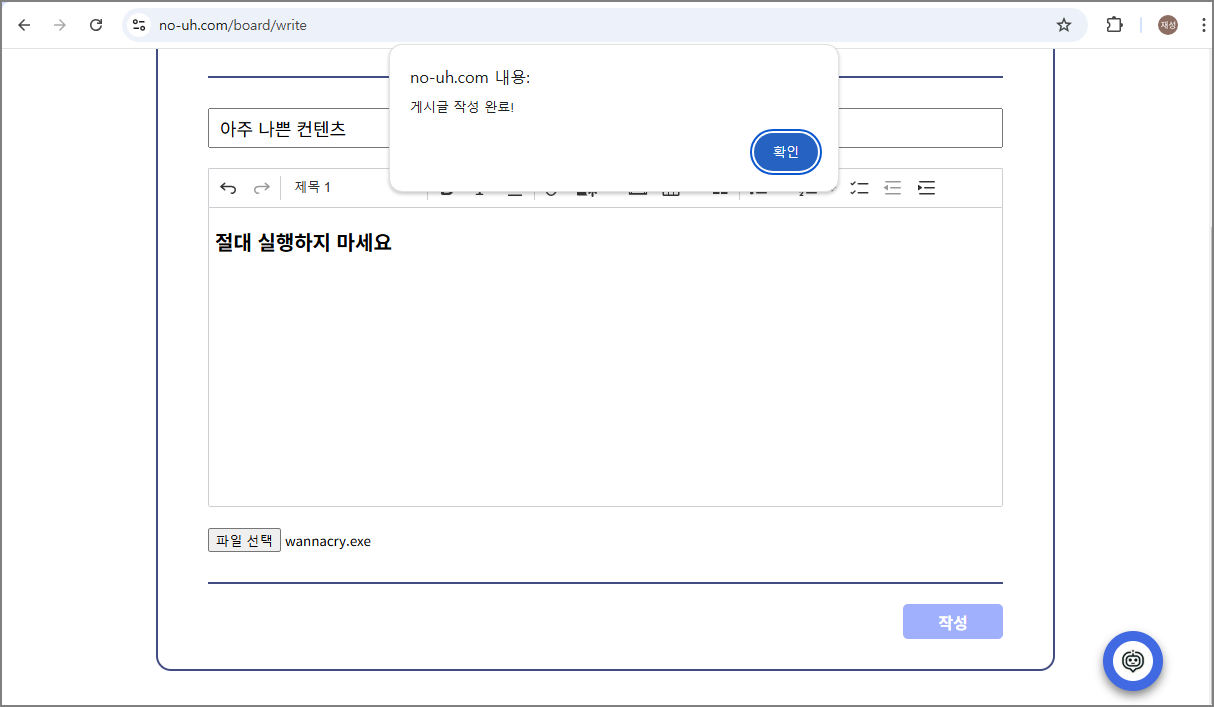 no-uh.com/board/write
재성
no-uh.com 내용:
게시글 작성 완료!
확인
아주 나쁜 컨텐츠
제목 1
절대 실행하지 마세요
파일 선택 wannacry.exe
작성